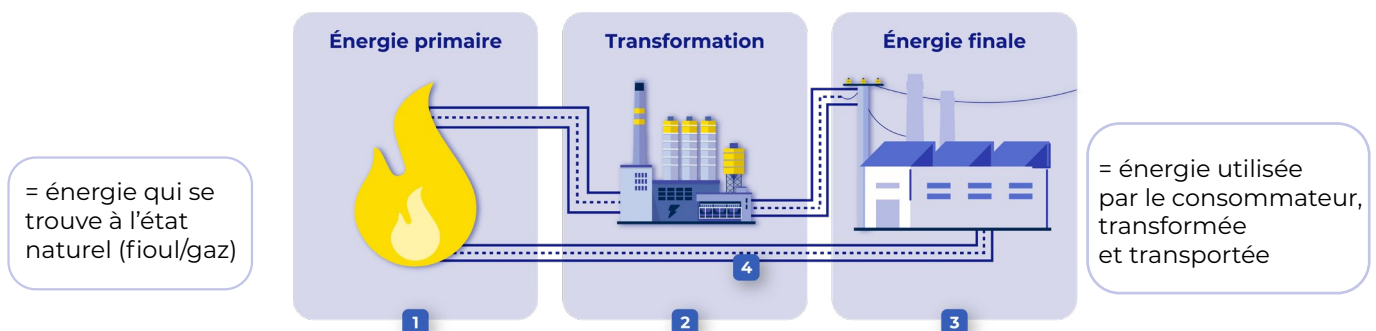 Énergie primaire
Transformation
Énergie finale
= énergie qui se
trouve à l’état
naturel (fioul/gaz)
= énergie utilisée
par le consommateur,
transformée
et transportée
4
1
2
3